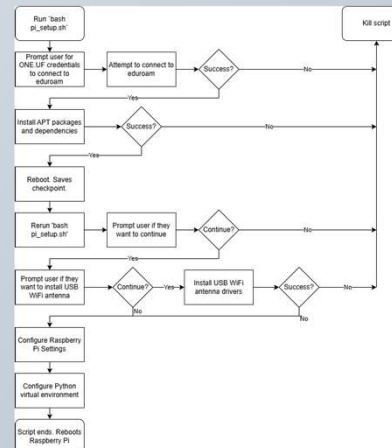 Run 'bash
pi_setup.sh'
Kill script
Prompt user for
ONE.UF credentials
to connect to
eduroam
Attempt to connect to
eduroam
Success?
No
Yes
Install APT packages
and dependencies
Success?
No
Yes
Reboot. Saves
checkpoint.
Rerun 'bash
pi_setup.sh'
Prompt user if they
want to continue
Continue?
No
Yes
Prompt user if they
want to install USB
WiFi antenna
Continue?
Yes
Install USB WiFi
antenna drivers
Success?
No
No
No
Configure Raspberry
Pi Settings
Configure Python
virtual environment
Script ends. Reboots
Raspberry Pi